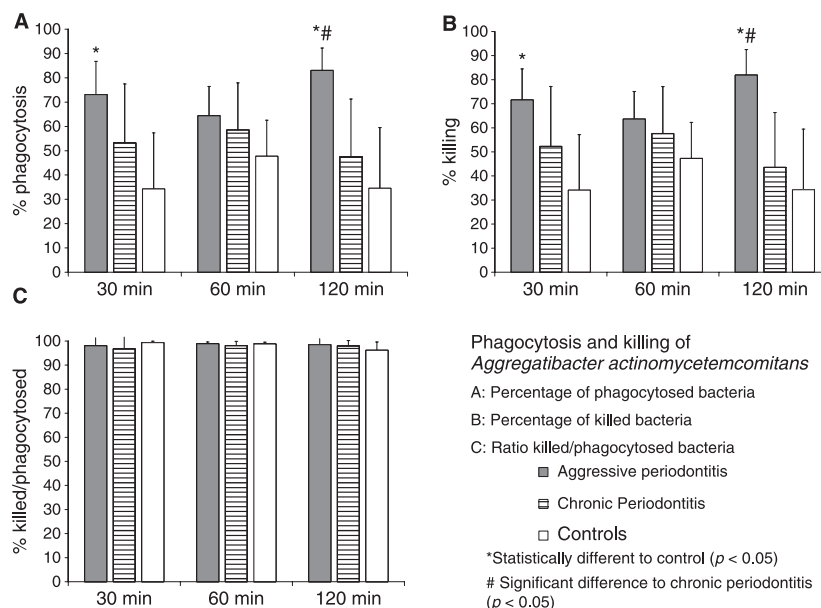 A
% phagocytosis
100
90
80
70
60
50
40
30
20
10
0
*
*#
30 min
60 min
120 min
B
% killing
100
90
80
70
60
50
40
30
20
10
0
*
*#
30 min
60 min
120 min
C
% killed/phagocytosed
100
90
80
70
60
50
40
30
20
10
0
30 min
60 min
120 min
Phagocytosis and killing of
Aggregatibacter actinomycetemcomitans
A: Percentage of phagocytosed bacteria
B: Percentage of killed bacteria
C: Ratio killed/phagocytosed bacteria
Aggressive periodontitis
Chronic Periodontitis
Controls
*Statistically different to control (p < 0.05)
# Significant difference to chronic periodontitis
(p < 0.05)